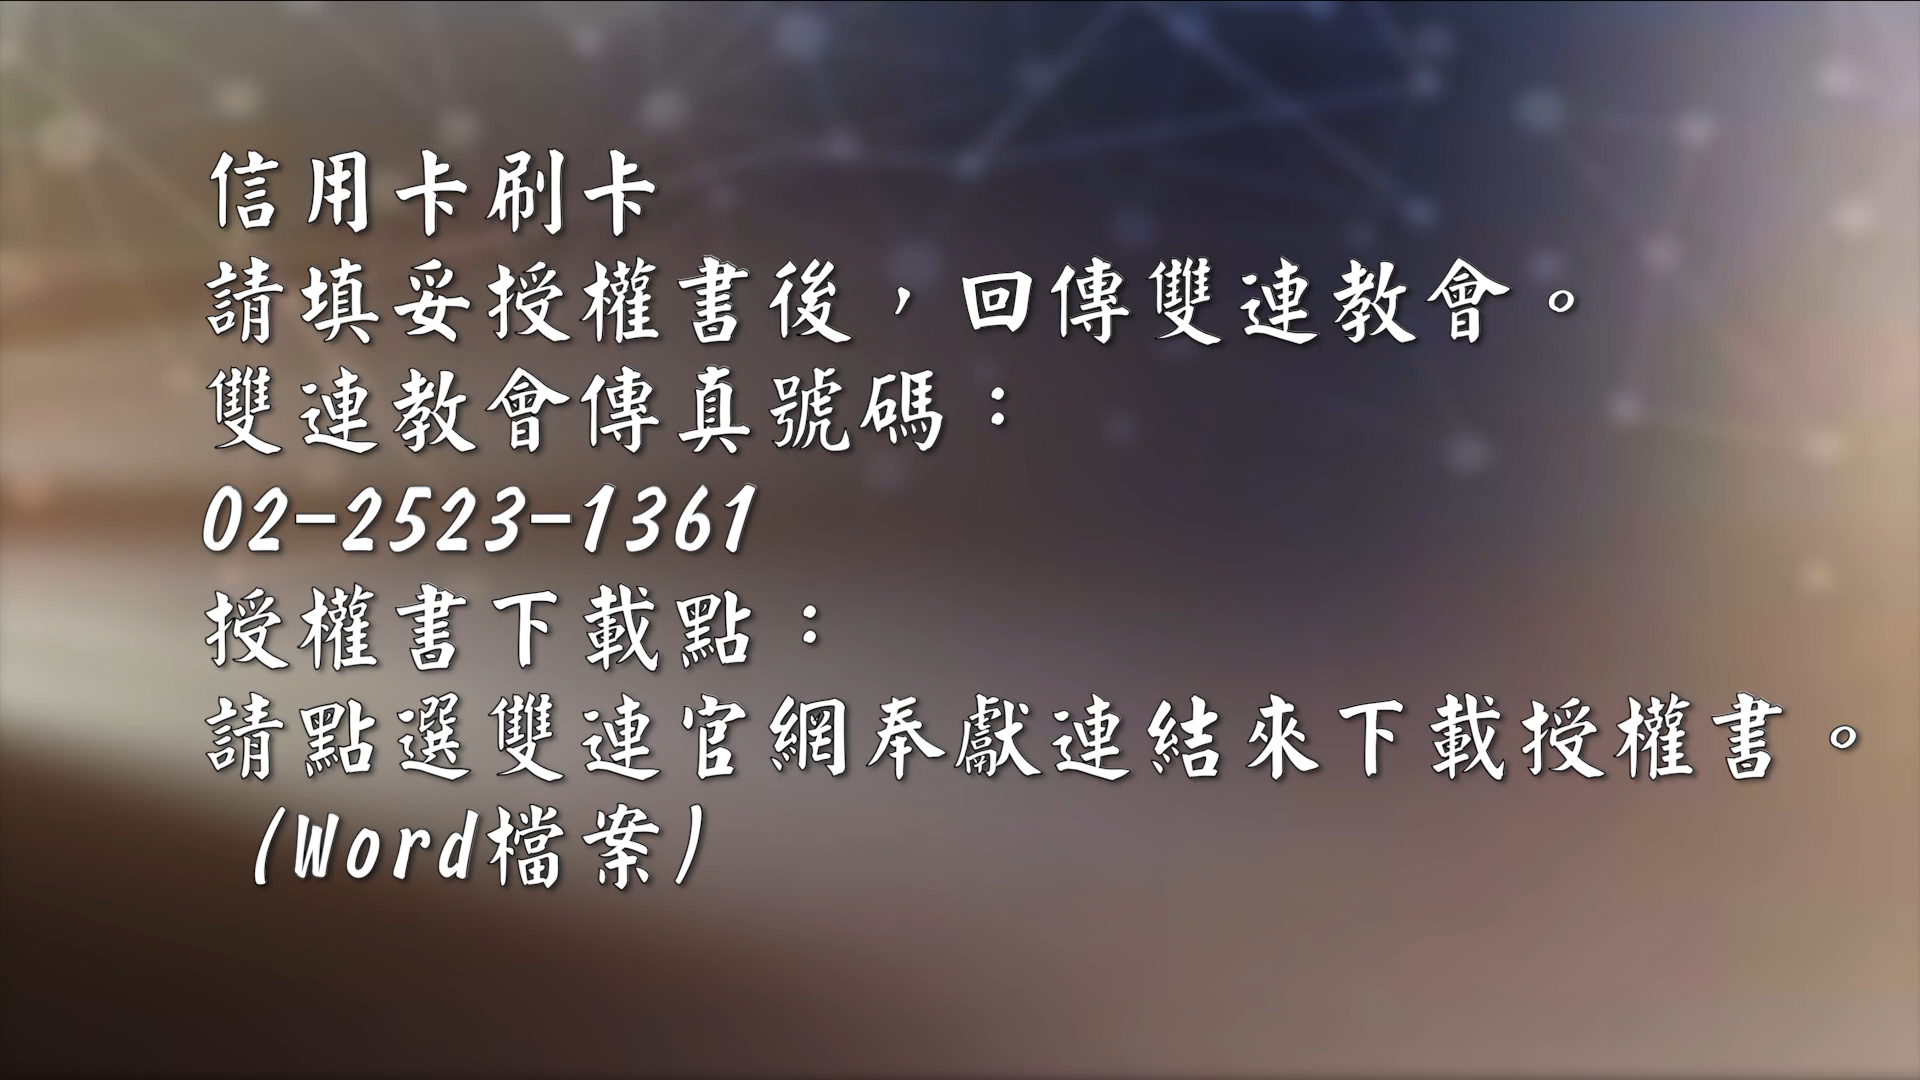 信用卡刷卡
請填妥授權書後，回傳雙連教會。
雙連教會傳真號碼：
02-2523-1361
授權書下載點：
請點選雙連官網奉獻連結來下載授權書。
(Word檔案)